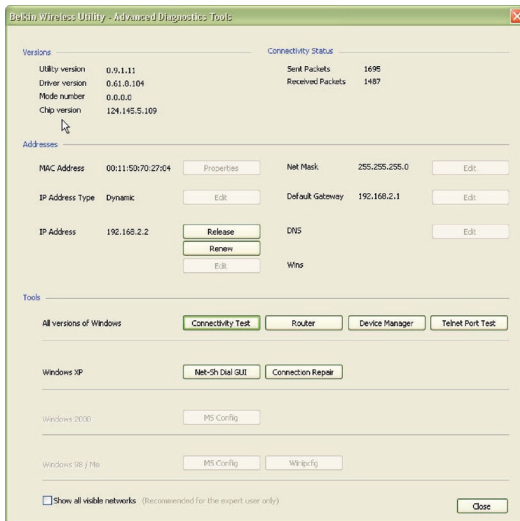 Belkin Wireless Utility - Advanced Diagnostics Tools
Versions
Utility version 0.9.1.11
Driver version 0.61.8.104
Mode number 0.0.0.0
Chip version 124.145.5.109
Connectivity Status
Sent Packets 1695
Received Packets 1487
Addresses
MAC Address 00:11:50:70:27:04 Properties Net Mask 255.255.255.0 Edit
IP Address Type Dynamic Edit Default Gateway 192.168.2.1 Edit
IP Address 192.168.2.2 Release DNS Edit
Renew
Edit Wins
Tools
All versions of Windows Connectivity Test Router Device Manager Telnet Port Test
Windows XP Net-Sh Dial GUI Connection Repair
Windows 2000 MS Config
Windows 98 / Me MS Config Winipcfg
Show all visible networks (Recommended for the expert user only) Close